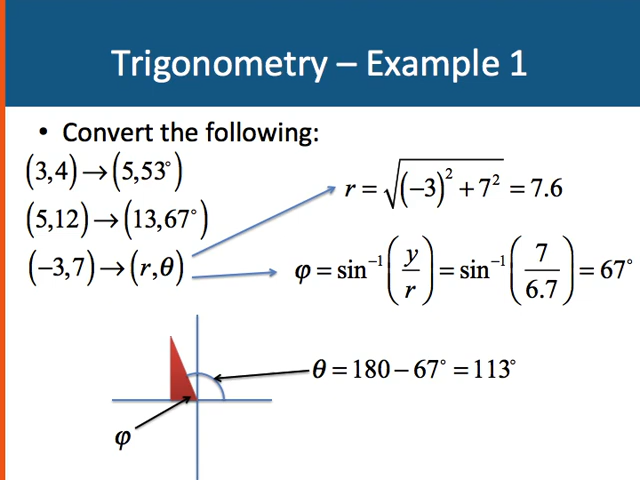 Trigonometry – Example 1
• Convert the following:
(3,4) → (5,53°)
(5,12) → (13,67°)
(−3,7) → (r,θ)
r = √((−3)² + 7²) = 7.6
φ = sin⁻¹(y/r) = sin⁻¹(7/6.7) = 67°
θ = 180 − 67° = 113°
φ